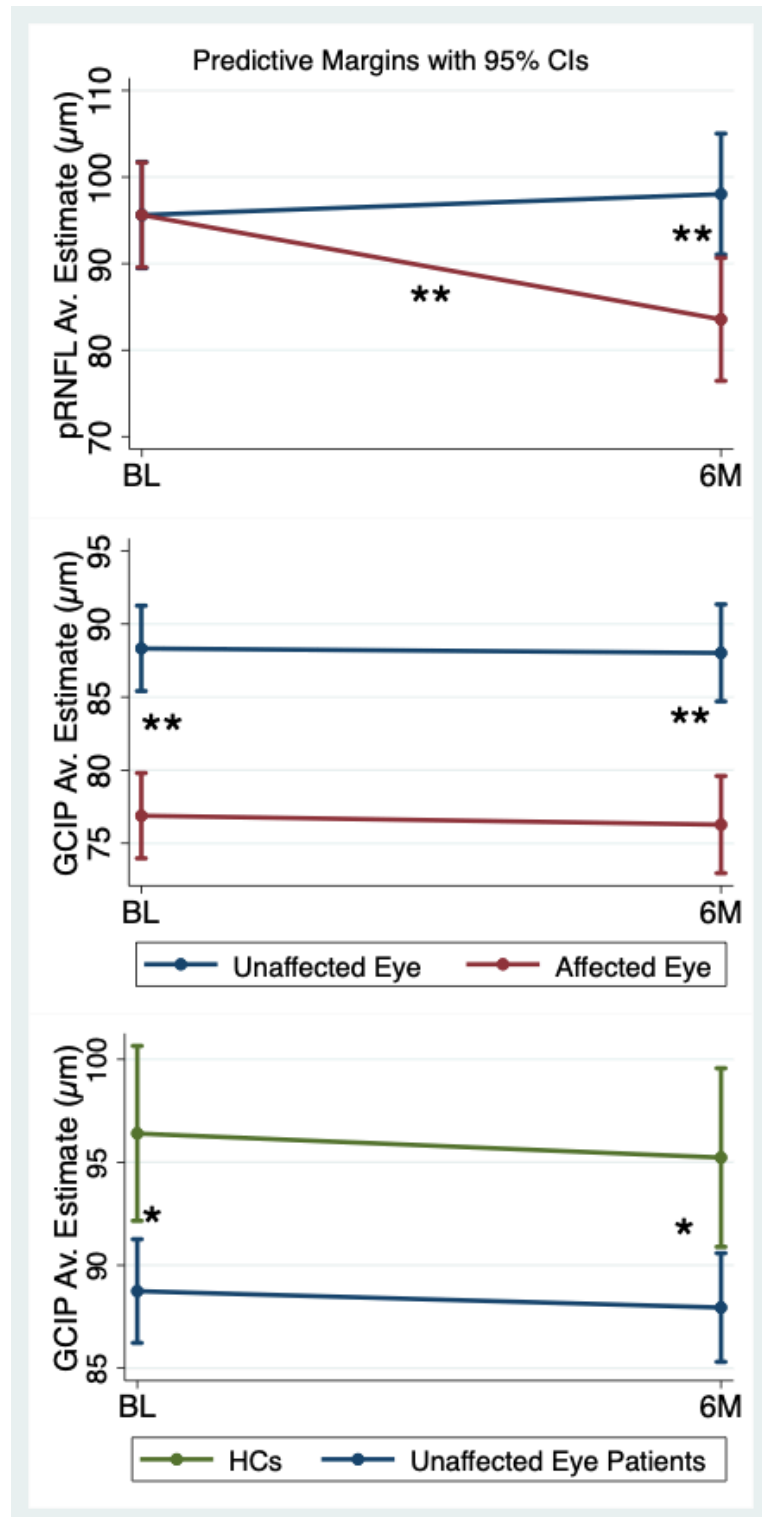 Predictive Margins with 95% CIs
pRNFL Av. Estimate (μm)
110
100
90
80
70
**
**
BL
6M
GCIP Av. Estimate (μm)
95
90
85
80
75
**
**
BL
6M
Unaffected Eye
Affected Eye
GCIP Av. Estimate (μm)
100
95
90
85
*
*
BL
6M
HCs
Unaffected Eye Patients